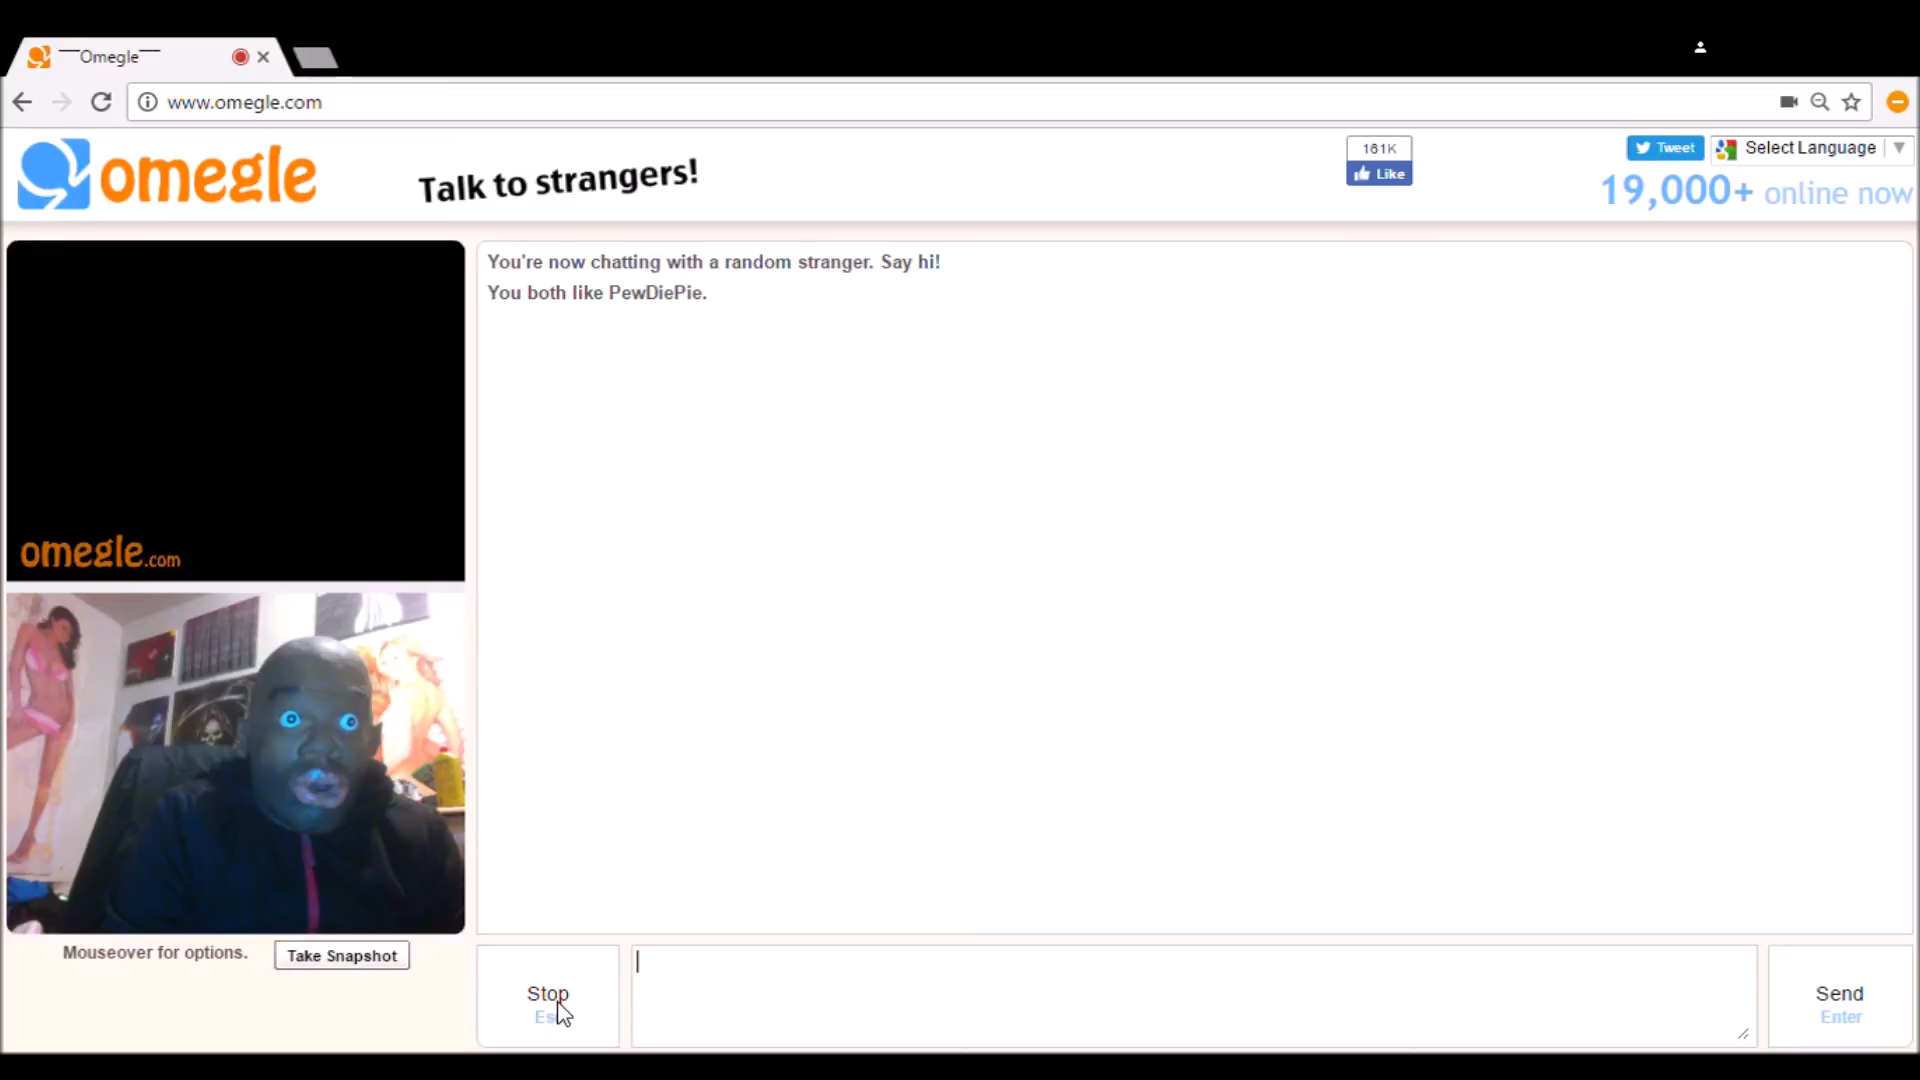 Omegle
www.omegle.com
omegle
Talk to strangers!
161K
Like
Tweet
Select Language
19,000+ online now
You're now chatting with a random stranger. Say hi!
You both like PewDiePie.
omegle.com
Mouseover for options.
Take Snapshot
Stop
Send
Enter